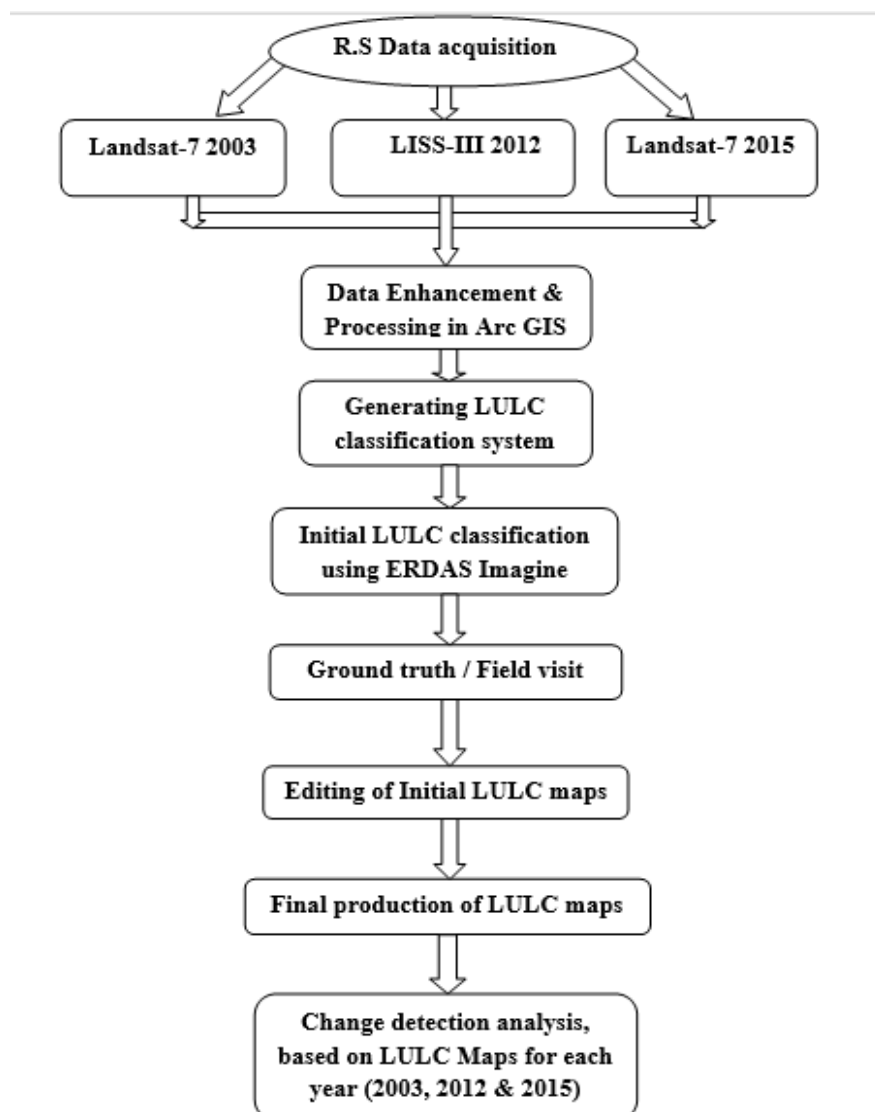 R.S Data acquisition
Landsat-7 2003
LISS-III 2012
Landsat-7 2015
Data Enhancement &
Processing in Arc GIS
Generating LULC
classification system
Initial LULC classification
using ERDAS Imagine
Ground truth / Field visit
Editing of Initial LULC maps
Final production of LULC maps
Change detection analysis,
based on LULC Maps for each
year (2003, 2012 & 2015)